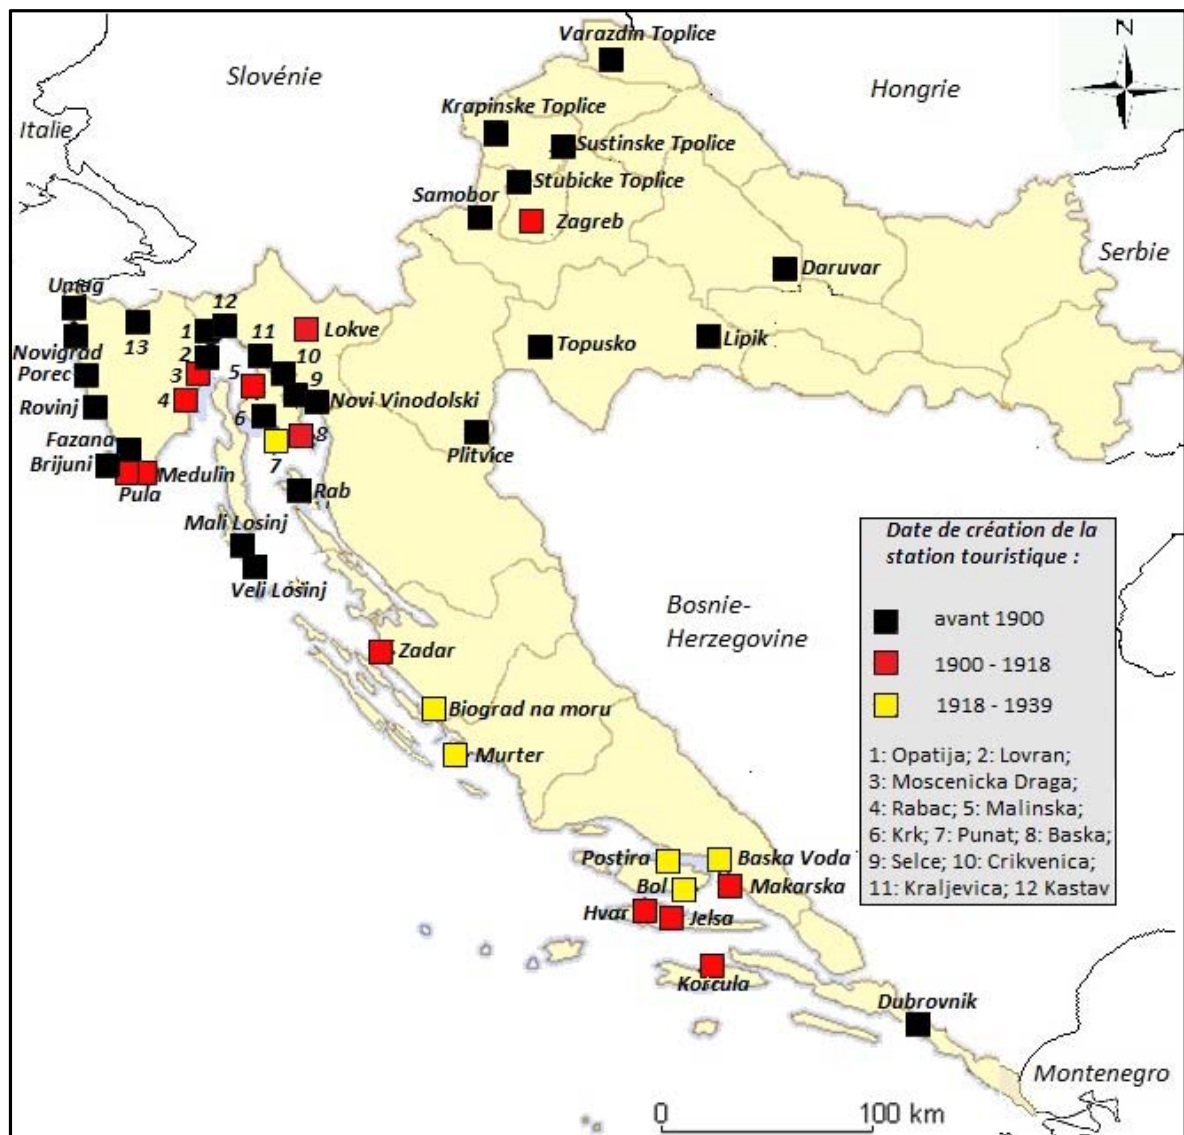 Varazdin Toplice
N
Slovénie
Hongrie
Italie
Krapinske Toplice
Sustinske Tpolice
Stubicke Toplice
Samobor
Zagreb
Serbie
Daruvar
Umag
12
Lokve
1
11
13
Topusko
Lipik
Novigrad
2
10
Porec
3
5
9
4
Novi Vinodolski
Rovinj
6
8
Fazana
7
Plitvice
Brijuni
Medulin
Pula
Rab
Mali Losinj
Veli Losinj
Date de création de la
station touristique :
avant 1900
1900 - 1918
1918 - 1939
1: Opatija; 2: Lovran;
3: Moscenicka Draga;
4: Rabac; 5: Malinska;
6: Krk; 7: Punat; 8: Baska;
9: Selce; 10: Crikvenica;
11: Kraljevica; 12 Kastav
Bosnie-
Herzegovine
Zadar
Biograd na moru
Murter
Postira
Baska Voda
Bol
Makarska
Hvar
Jelsa
Korcula
Dubrovnik
Montenegro
0
100 km